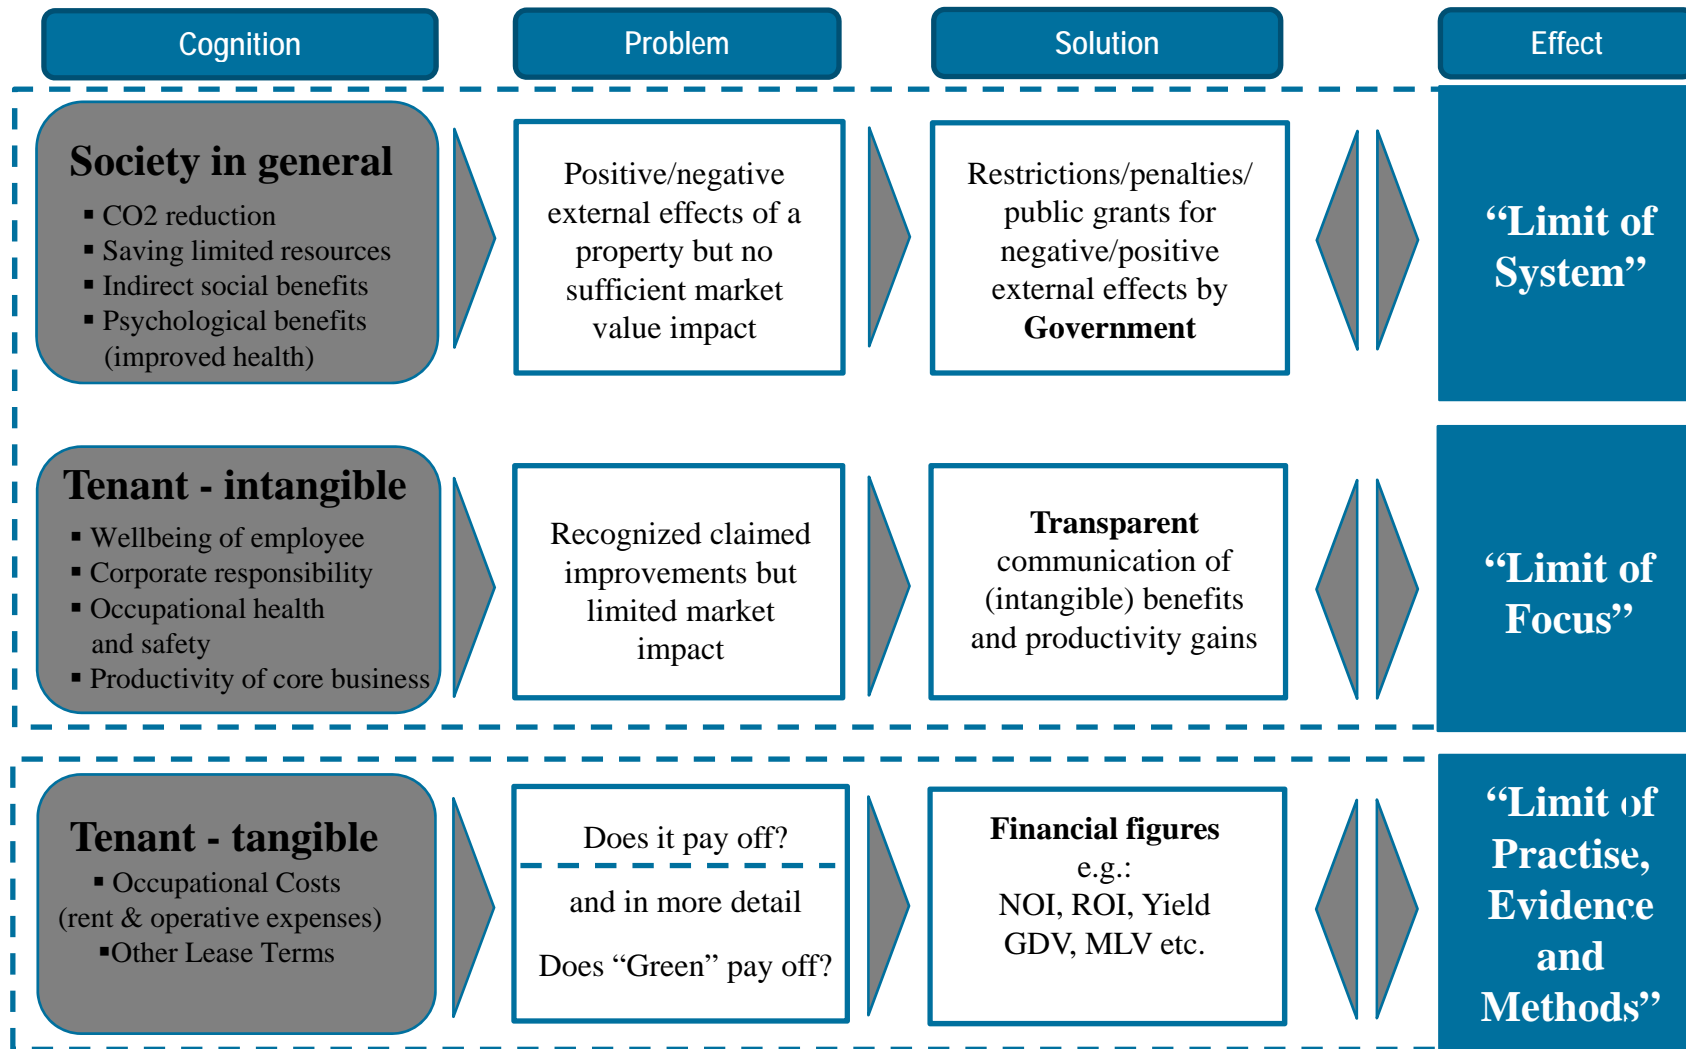 Cognition
Problem
Solution
Effect
Society in general
▪ CO2 reduction
▪ Saving limited resources
▪ Indirect social benefits
▪ Psychological benefits
(improved health)
Positive/negative
external effects of a
property but no
sufficient market
value impact
Restrictions/penalties/
public grants for
negative/positive
external effects by
Government
“Limit of
System”
Tenant - intangible
▪ Wellbeing of employee
▪ Corporate responsibility
▪ Occupational health
and safety
▪ Productivity of core business
Recognized claimed
improvements but
limited market
impact
Transparent
communication of
(intangible) benefits
and productivity gains
“Limit of
Focus”
Tenant - tangible
▪ Occupational Costs
(rent & operative expenses)
▪Other Lease Terms
Does it pay off?
and in more detail
Does “Green” pay off?
Financial figures
e.g.:
NOI, ROI, Yield
GDV, MLV etc.
“Limit of
Practise,
Evidence
and
Methods”